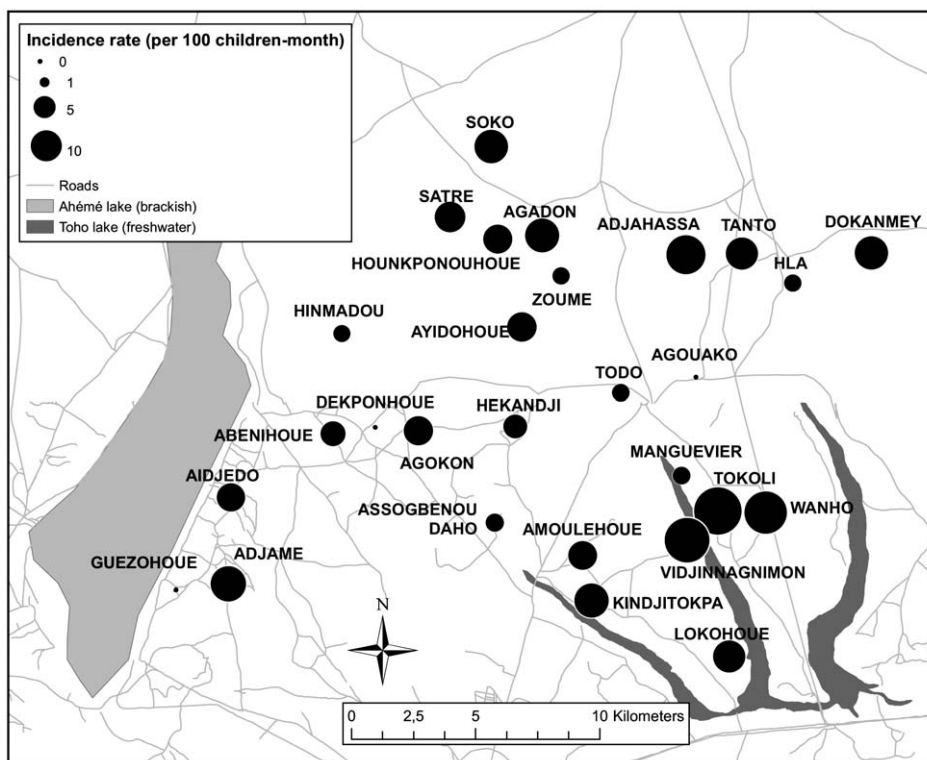 Incidence rate (per 100 children-month)
0
1
5
10
Roads
Ahémé lake (brackish)
Toho lake (freshwater)
SOKO
SATRE
AGADON
ADJAHASSA
TANTO
DOKANMEY
HOUNKPONOUHOUE
HLA
ZOUME
HINMADOU
AYIDOHOUE
AGOUAKO
TODO
DEKPONHOUE
HEKANDJI
ABENIHOUE
AGOKON
MANGUEVIER
AIDJEDO
TOKOLI
ASSOGBENOU
DAHO
WANHO
AMOULEHOUE
GUEZOHOUE
ADJAME
VIDJINNAGNIMON
KINDJITOKPA
N
LOKOHOUE
0 2,5 5 10 Kilometers